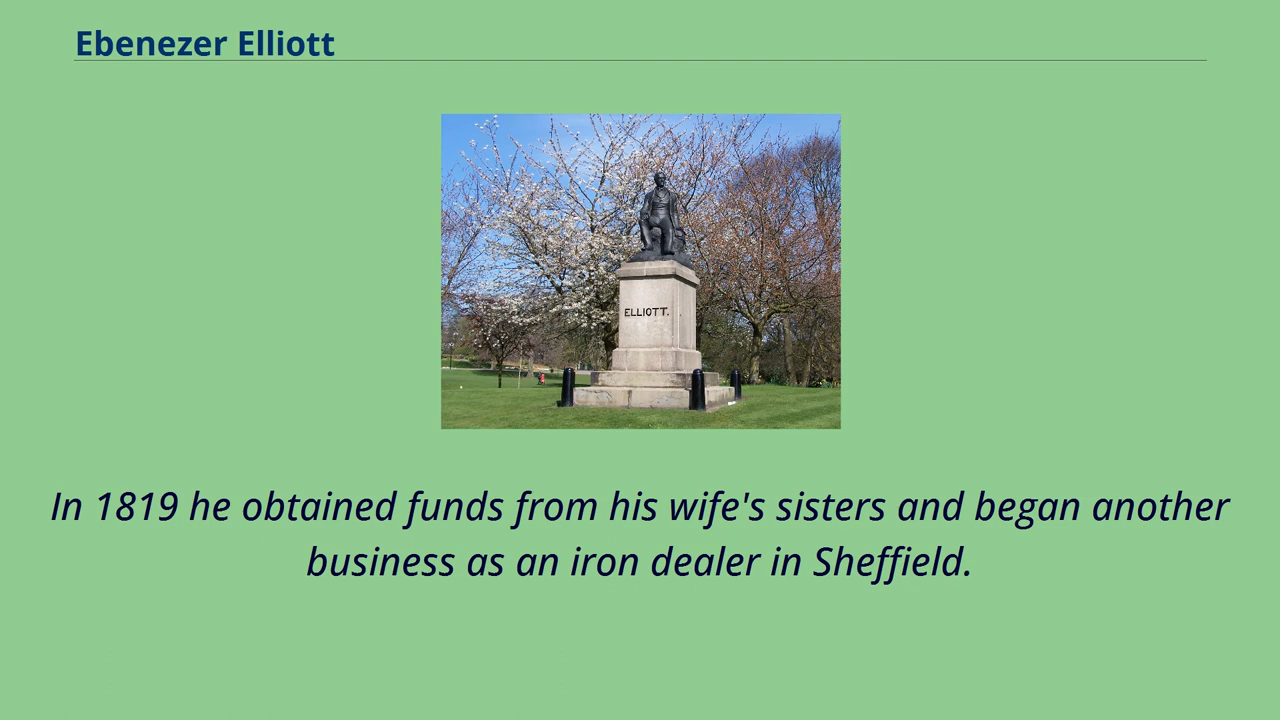 Ebenezer Elliott
ELLIOTT.
In 1819 he obtained funds from his wife's sisters and began another
business as an iron dealer in Sheffield.